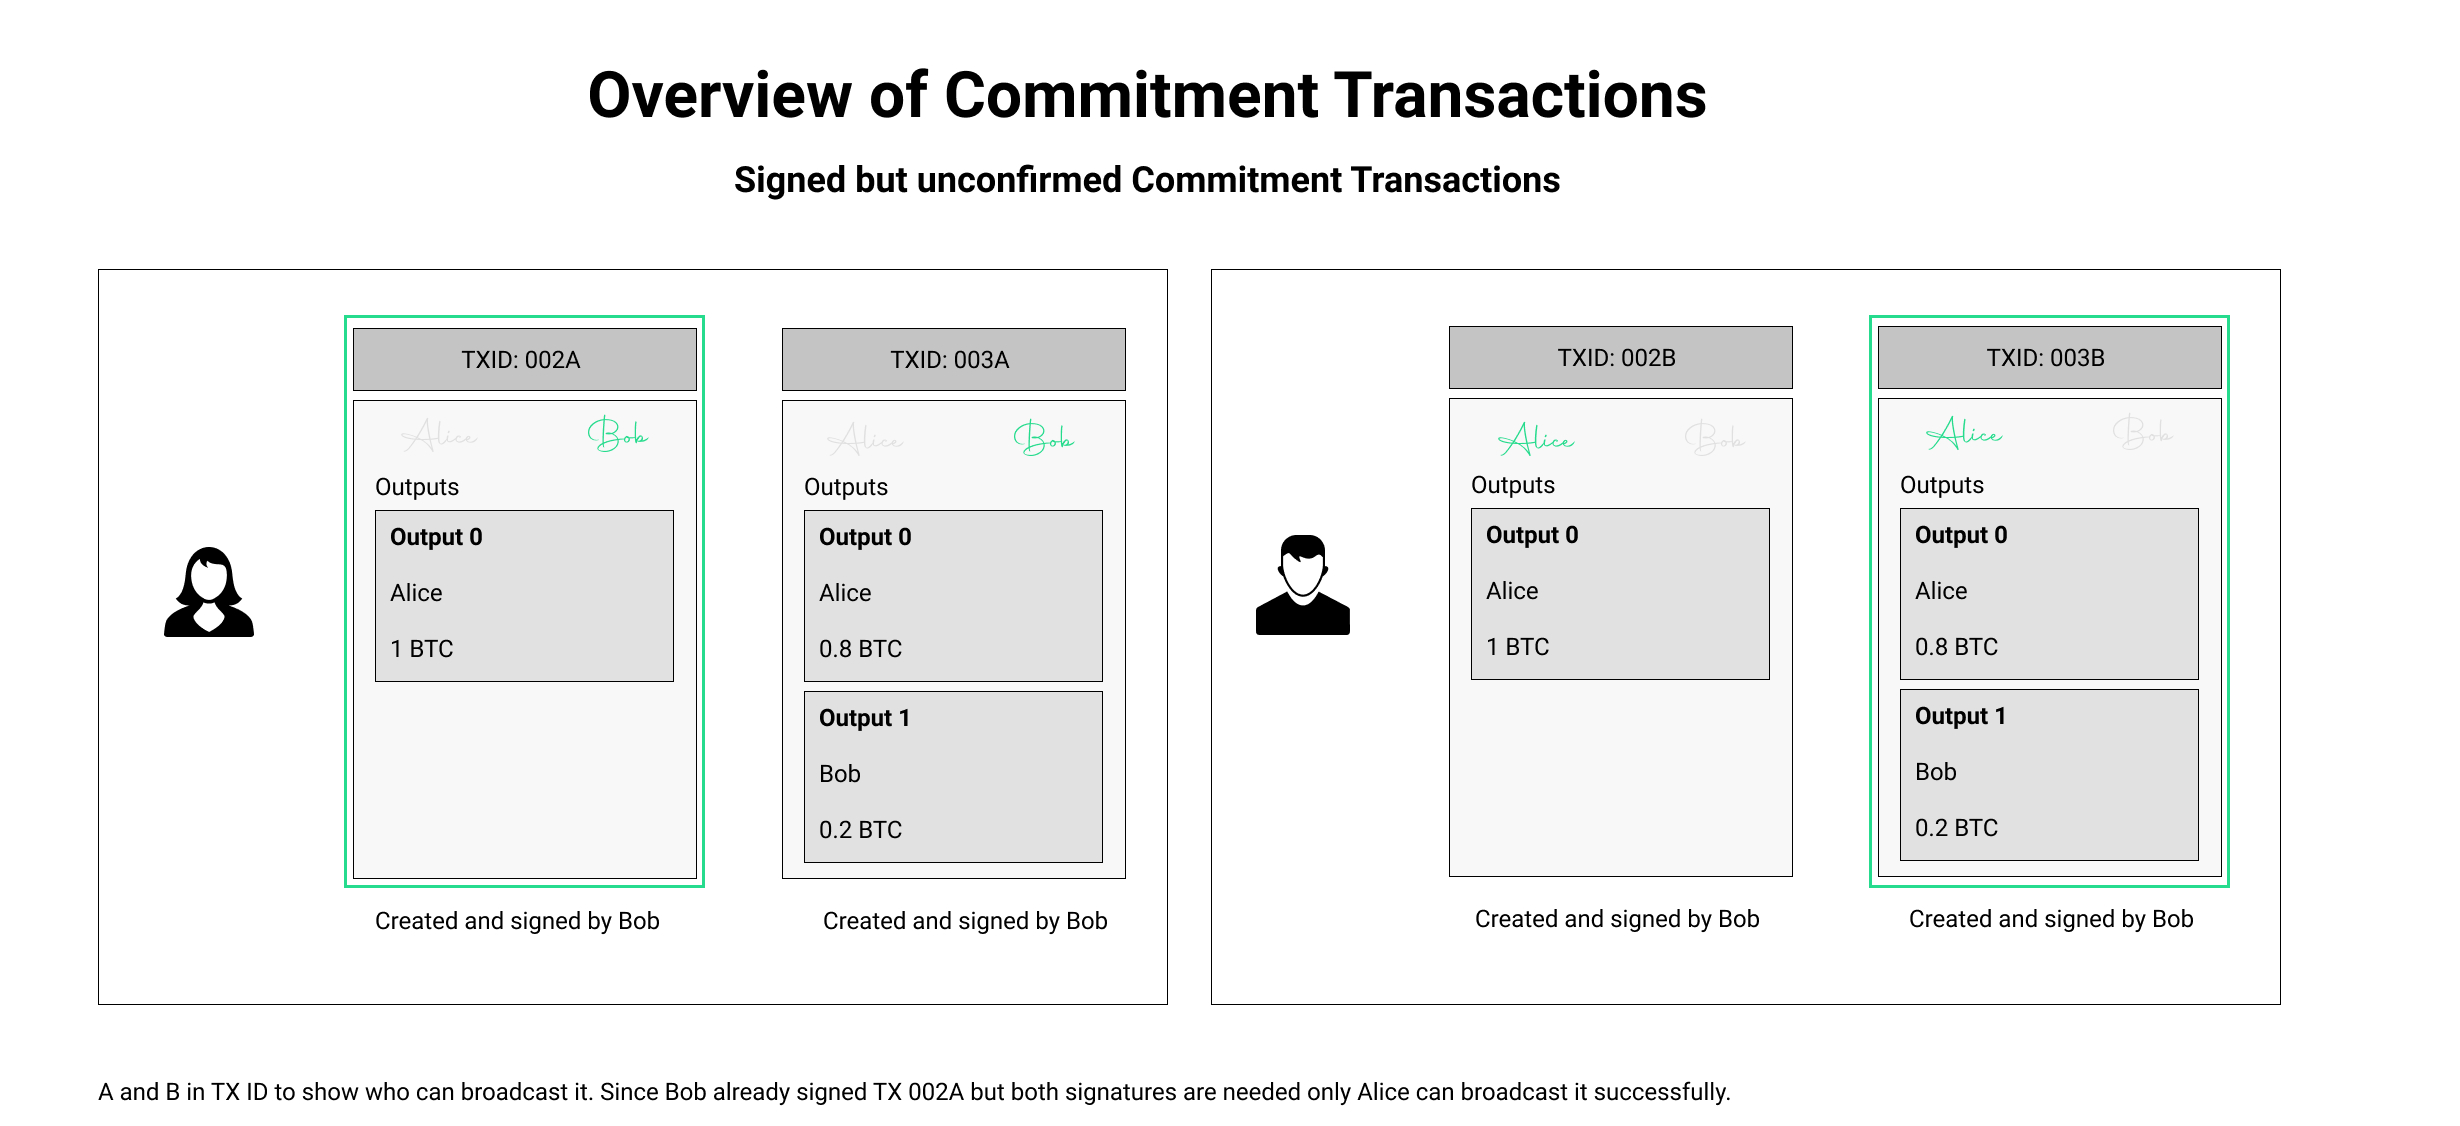 Overview of Commitment Transactions
Signed but unconfirmed Commitment Transactions
TXID: 002A
Alice Bob
Outputs
Output 0
Alice
1 BTC
Created and signed by Bob
TXID: 003A
Alice Bob
Outputs
Output 0
Alice
0.8 BTC
Output 1
Bob
0.2 BTC
Created and signed by Bob
TXID: 002B
Alice Bob
Outputs
Output 0
Alice
1 BTC
Created and signed by Bob
TXID: 003B
Alice Bob
Outputs
Output 0
Alice
0.8 BTC
Output 1
Bob
0.2 BTC
Created and signed by Bob
A and B in TX ID to show who can broadcast it. Since Bob already signed TX 002A but both signatures are needed only Alice can broadcast it successfully.